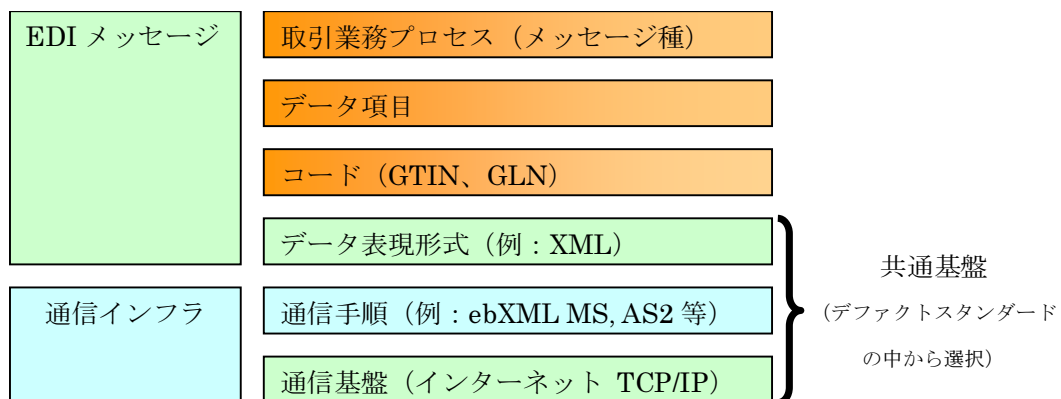 EDI メッセージ
取引業務プロセス（メッセージ種）
データ項目
コード（GTIN、GLN）
データ表現形式（例：XML）
通信インフラ
通信手順（例：ebXML MS, AS2 等）
通信基盤（インターネット TCP/IP）
共通基盤
（デファクトスタンダード
の中から選択）